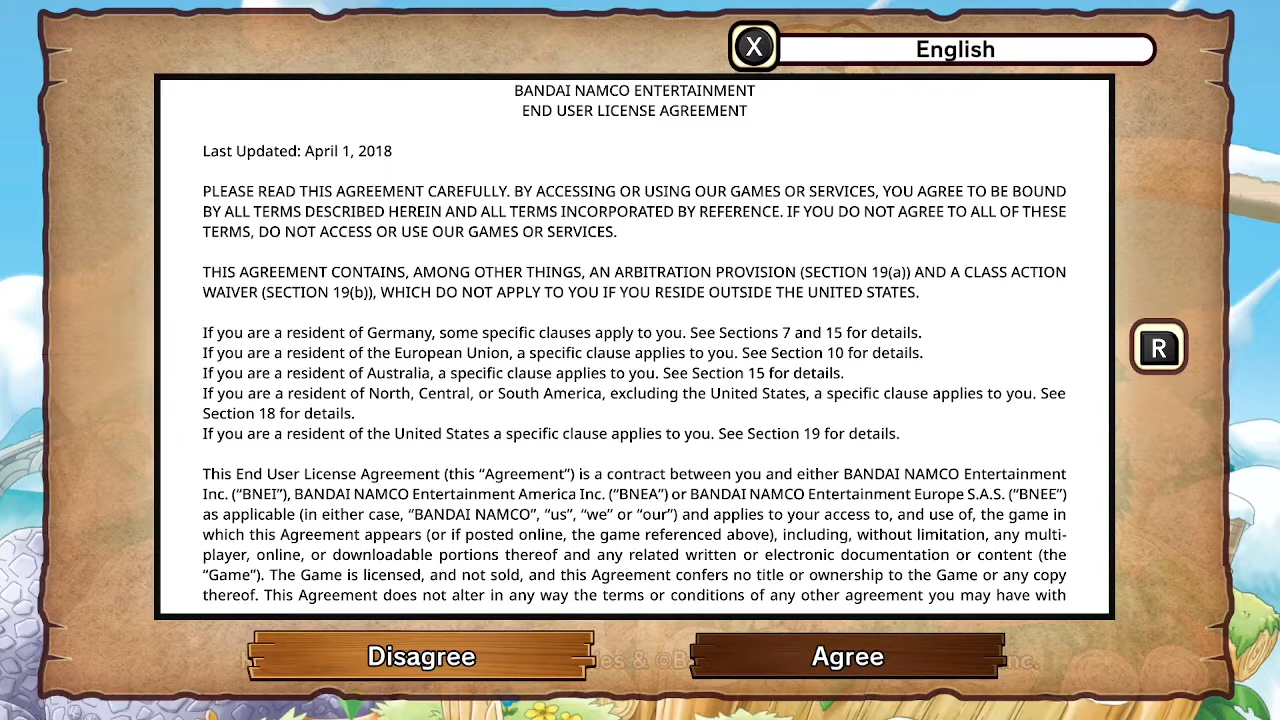 X English
BANDAI NAMCO ENTERTAINMENT
END USER LICENSE AGREEMENT
Last Updated: April 1, 2018
PLEASE READ THIS AGREEMENT CAREFULLY. BY ACCESSING OR USING OUR GAMES OR SERVICES, YOU AGREE TO BE BOUND
BY ALL TERMS DESCRIBED HEREIN AND ALL TERMS INCORPORATED BY REFERENCE. IF YOU DO NOT AGREE TO ALL OF THESE
TERMS, DO NOT ACCESS OR USE OUR GAMES OR SERVICES.
THIS AGREEMENT CONTAINS, AMONG OTHER THINGS, AN ARBITRATION PROVISION (SECTION 19(a)) AND A CLASS ACTION
WAIVER (SECTION 19(b)), WHICH DO NOT APPLY TO YOU IF YOU RESIDE OUTSIDE THE UNITED STATES.
If you are a resident of Germany, some specific clauses apply to you. See Sections 7 and 15 for details.
If you are a resident of the European Union, a specific clause applies to you. See Section 10 for details.
If you are a resident of Australia, a specific clause applies to you. See Section 15 for details.
If you are a resident of North, Central, or South America, excluding the United States, a specific clause applies to you. See
Section 18 for details.
If you are a resident of the United States a specific clause applies to you. See Section 19 for details.
This End User License Agreement (this “Agreement”) is a contract between you and either BANDAI NAMCO Entertainment
Inc. (“BNEI”), BANDAI NAMCO Entertainment America Inc. (“BNEA”) or BANDAI NAMCO Entertainment Europe S.A.S. (“BNEE”)
as applicable (in either case, “BANDAI NAMCO”, “us”, “we” or “our”) and applies to your access to, and use of, the game in
which this Agreement appears (or if posted online, the game referenced above), including, without limitation, any multi-
player, online, or downloadable portions thereof and any related written or electronic documentation or content (the
“Game”). The Game is licensed, and not sold, and this Agreement confers no title or ownership to the Game or any copy
thereof. This Agreement does not alter in any way the terms or conditions of any other agreement you may have with
R
Disagree
Agree